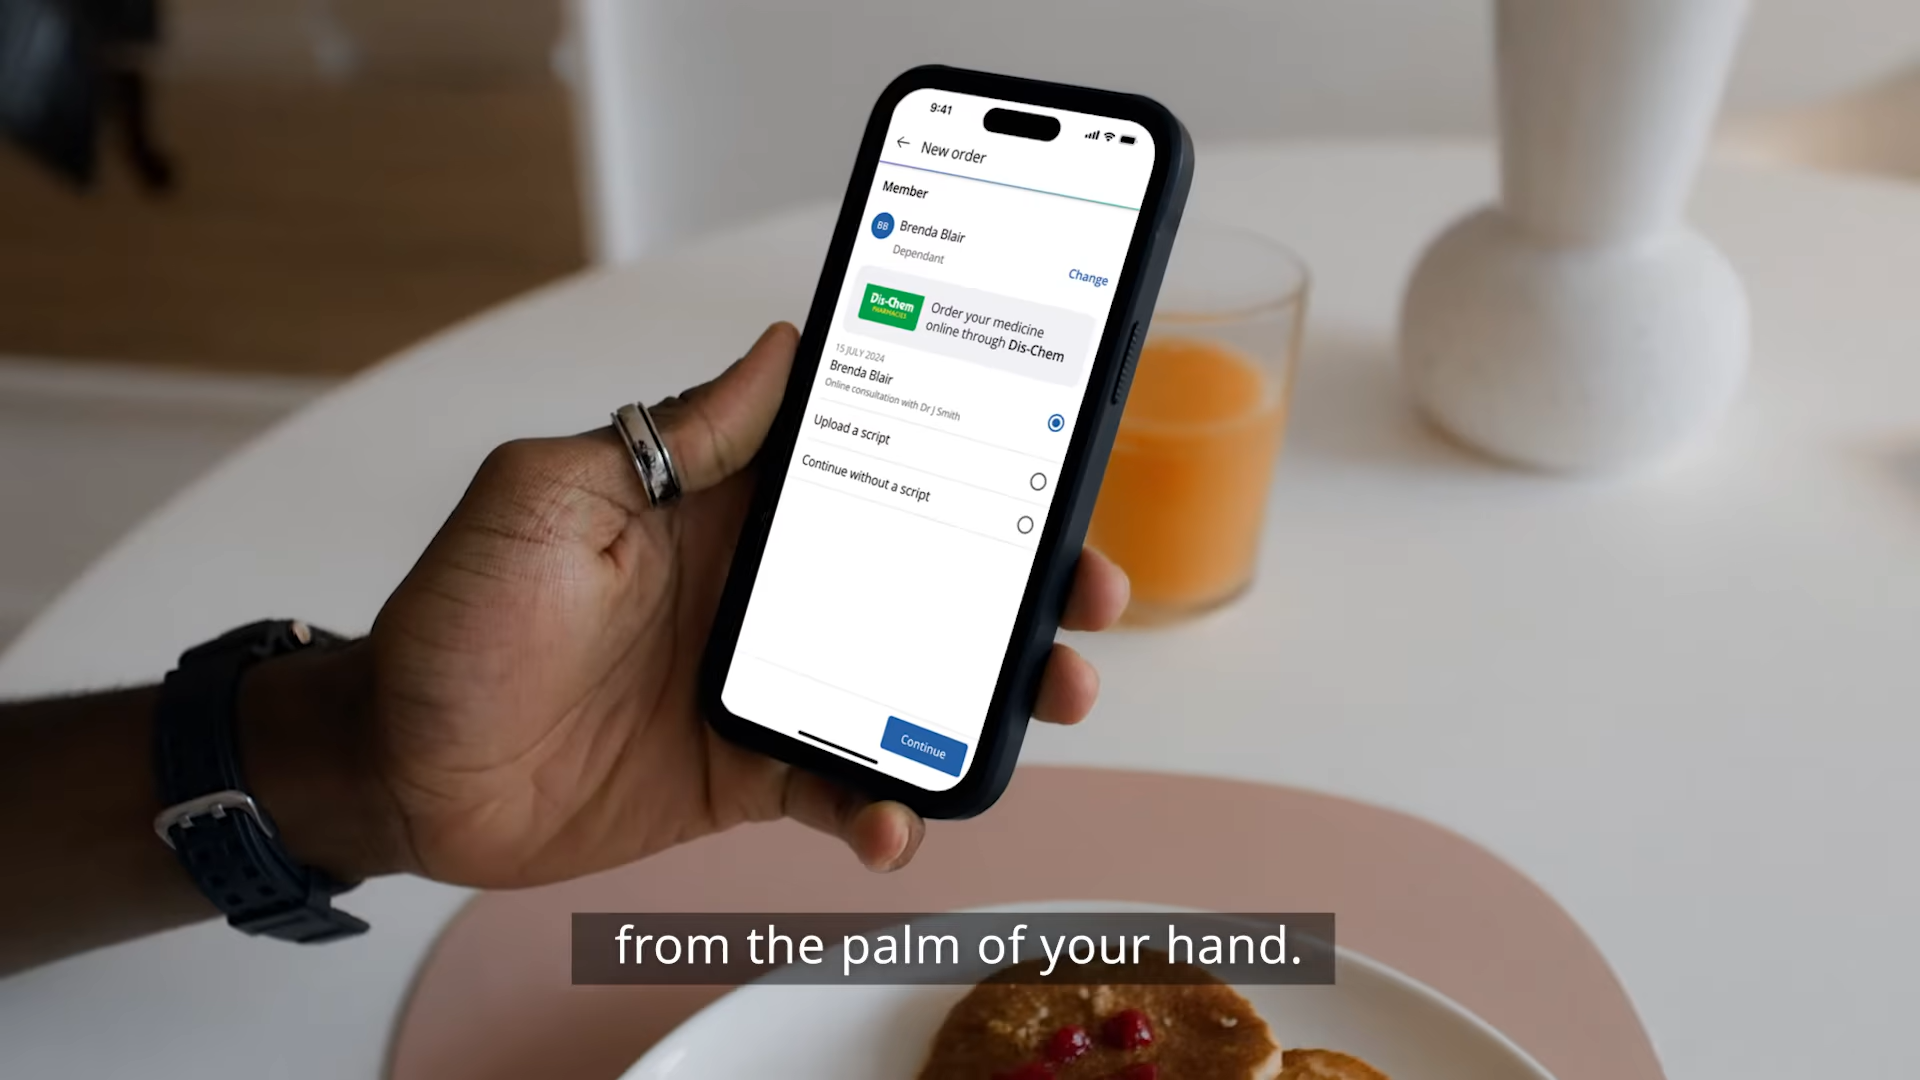 9:41
New order
Member
BB
Brenda Blair
Dependant
Change
Dis-Chem
PHARMACIES
Order your medicine
online through Dis-Chem
15 JULY 2024
Brenda Blair
Online consultation with Dr J Smith
Upload a script
Continue without a script
Continue
from the palm of your hand.